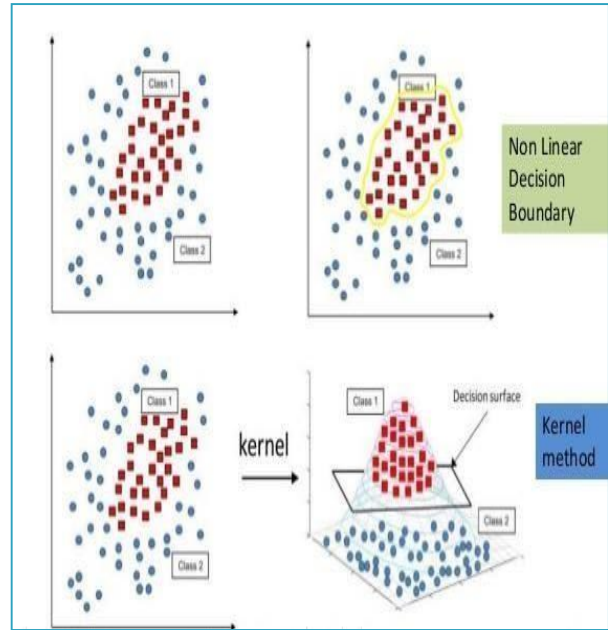 Class 1
Class 2
Class 1
Class 2
Non Linear
Decision
Boundary
Class 1
Class 2
kernel
Class 1
Decision surface
Class 2
Kernel
method